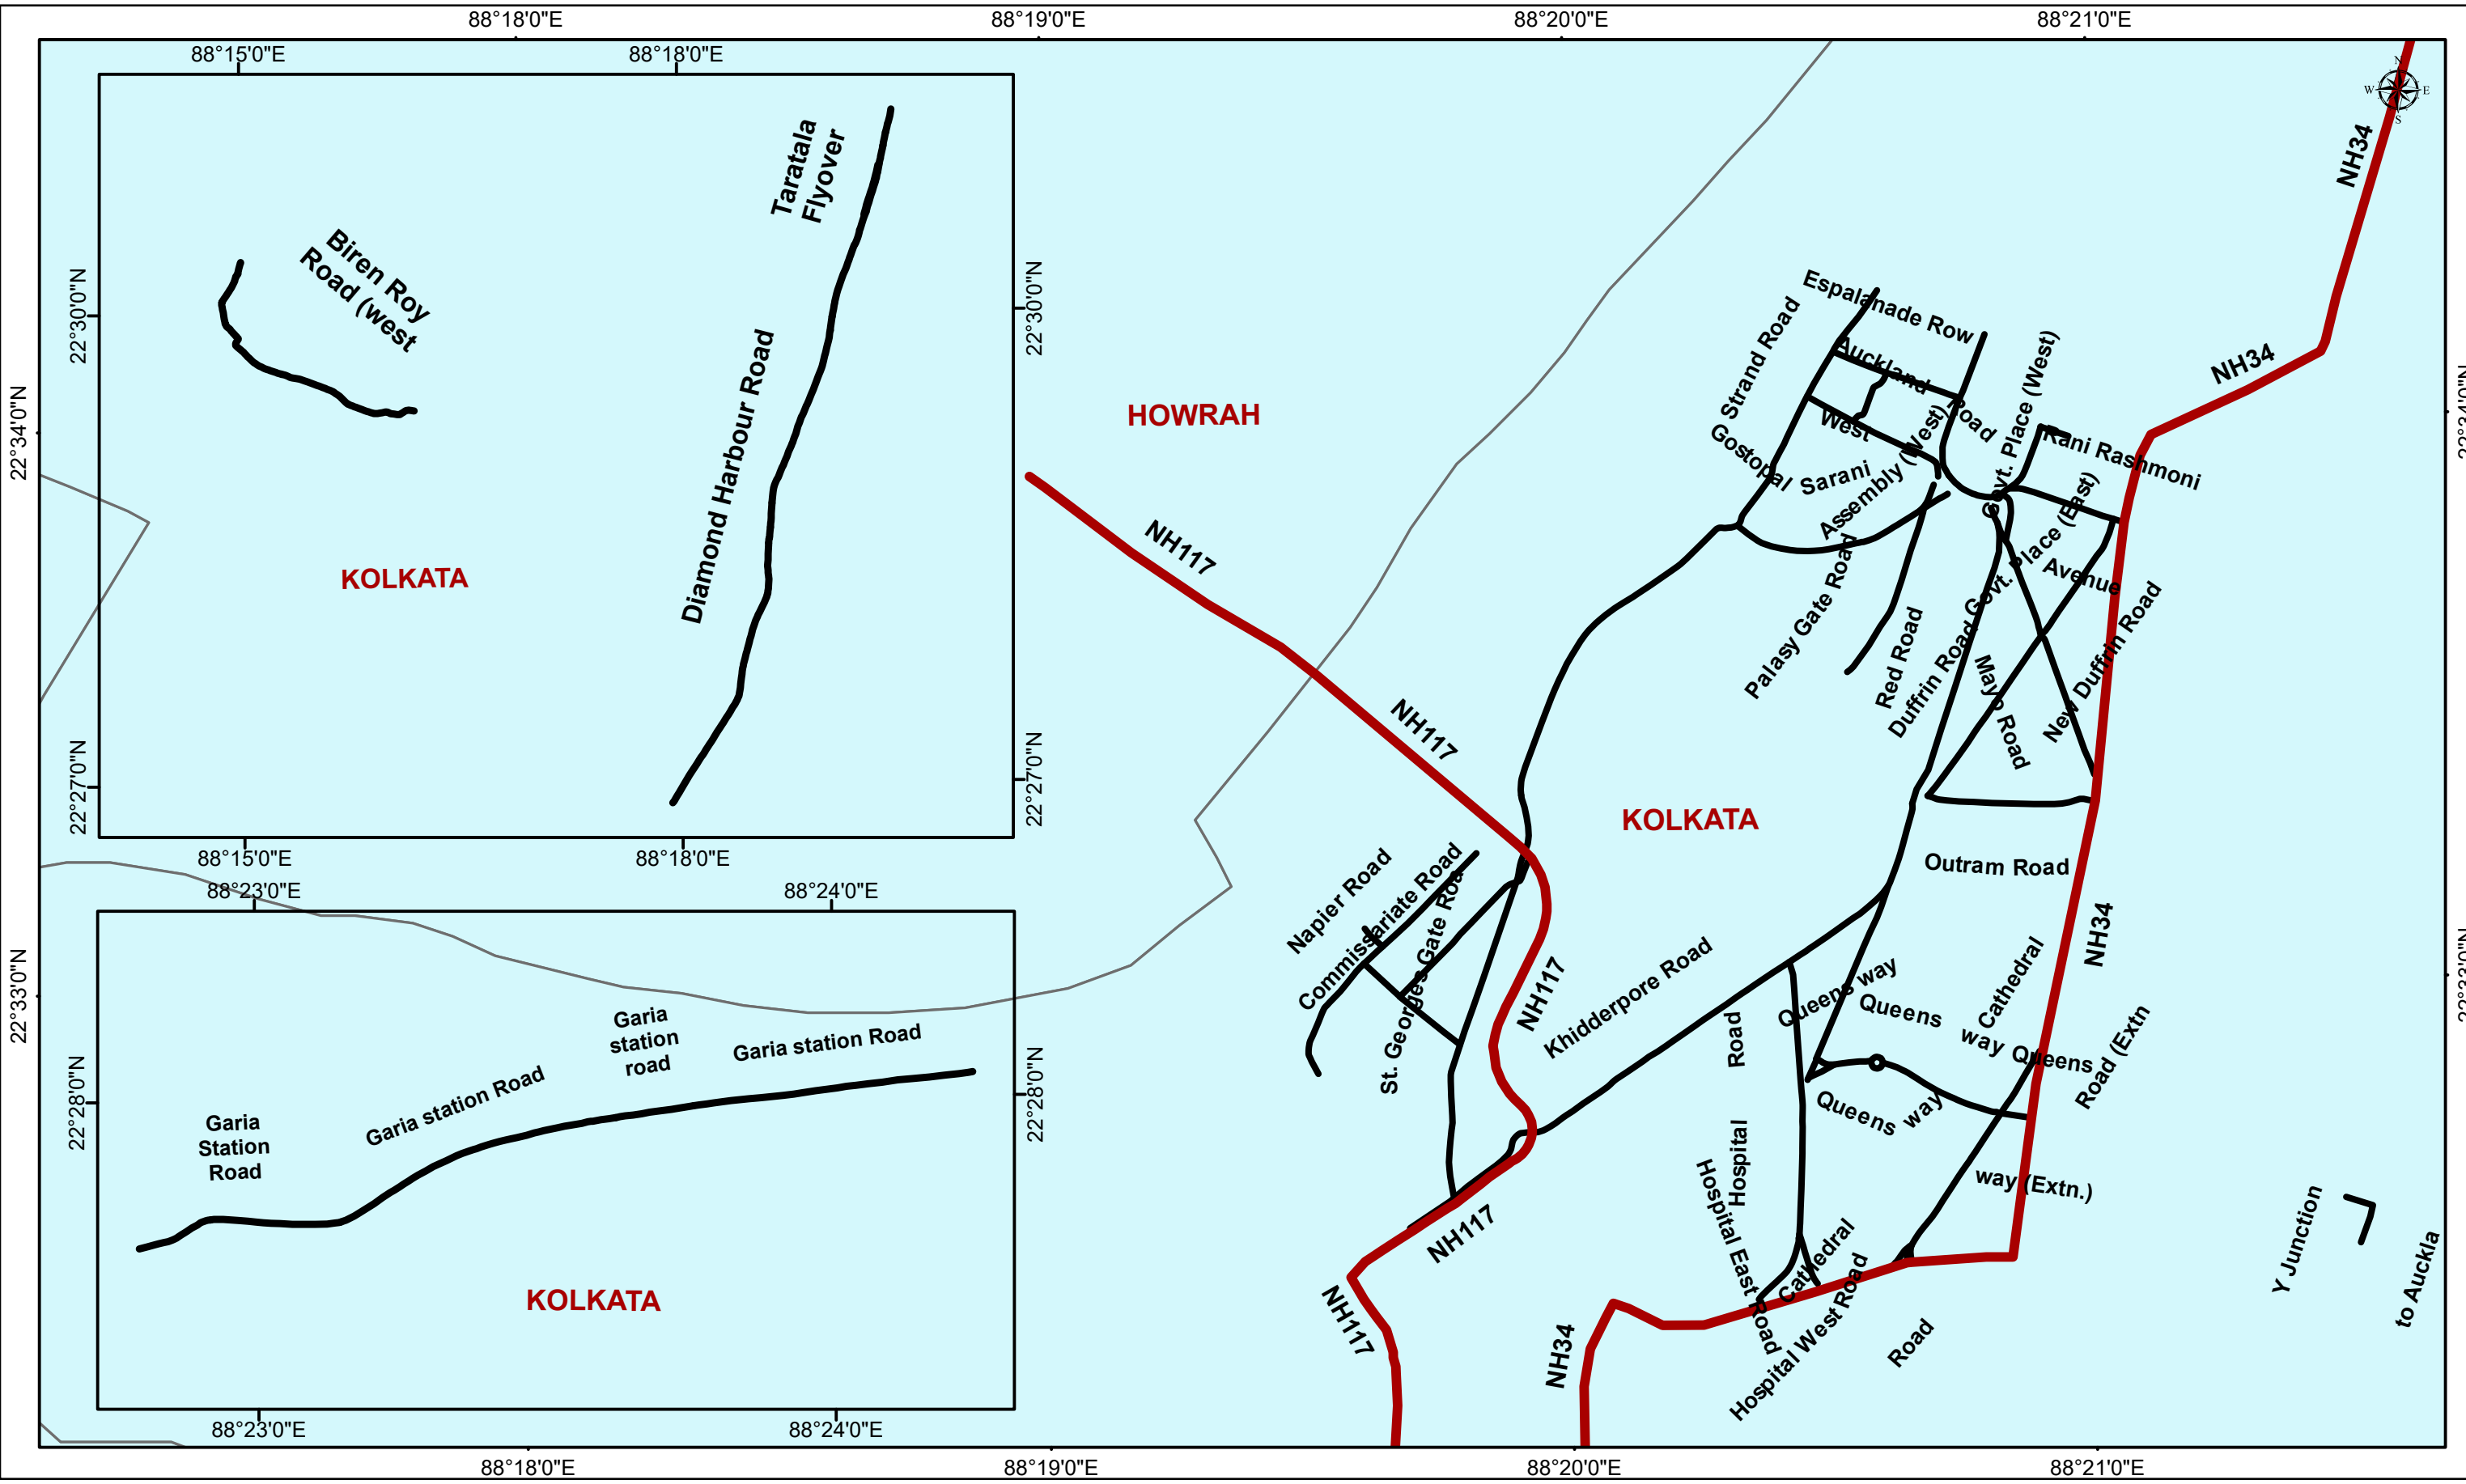 88°18'0"E
88°19'0"E
88°20'0"E
88°21'0"E
88°15'0"E
88°18'0"E
N
W
E
S
Taratala
Flyover
NH34
Biren Roy
Road (west
22°30'0"N
22°30'0"N
Espalanade Row
Strand Road
Auckland
Road
NH34
Govt. Place (West)
22°34'0"N
HOWRAH
West
Rani Rashmoni
Gostopal
Sarani
Assembly (West)
Diamond Harbour Road
NH117
KOLKATA
Govt. Place (East)
Avenue
Palasy Gate Road
Red Road
Duffrin Road
Mayo Road
New Duffrin Road
NH117
22°27'0"N
22°27'0"N
KOLKATA
88°15'0"E
88°18'0"E
88°23'0"E
88°24'0"E
Outram Road
Napier Road
Commissariate Road
St. Georges Gate Roa
NH34
22°33'0"N
NH117
Khidderpore Road
Queens way
Queens
way
Cathedral
Queens
Road (Extn
Garia
station
road
Garia station Road
Garia station Road
22°28'0"N
22°28'0"N
Garia
Station
Road
Road
Hospital
Queens
way
way (Extn.)
NH117
Hospital East Road
Cathedral
Hospital West Road
Road
Y Junction
to Auckla
KOLKATA
NH117
NH34
88°23'0"E
88°24'0"E
88°18'0"E
88°19'0"E
88°20'0"E
88°21'0"E